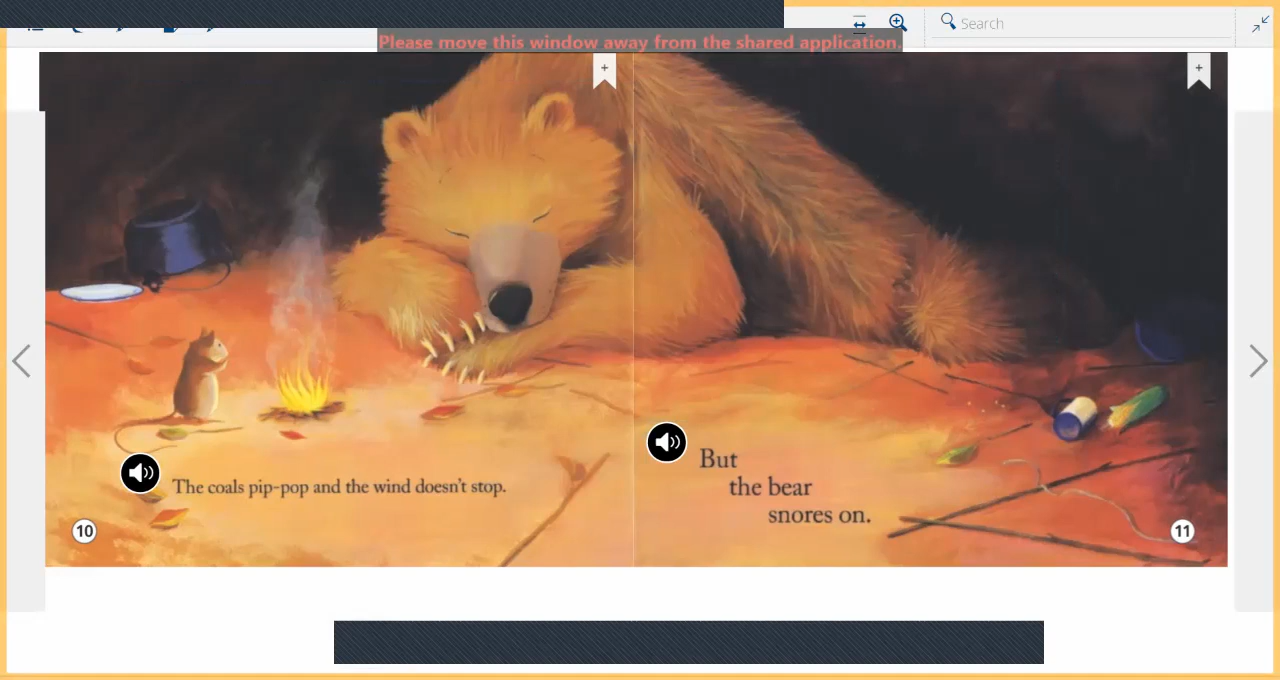 Search
Please move this window away from the shared application.
+
+
The coals pip-pop and the wind doesn't stop.
10
But
the bear
snores on.
11